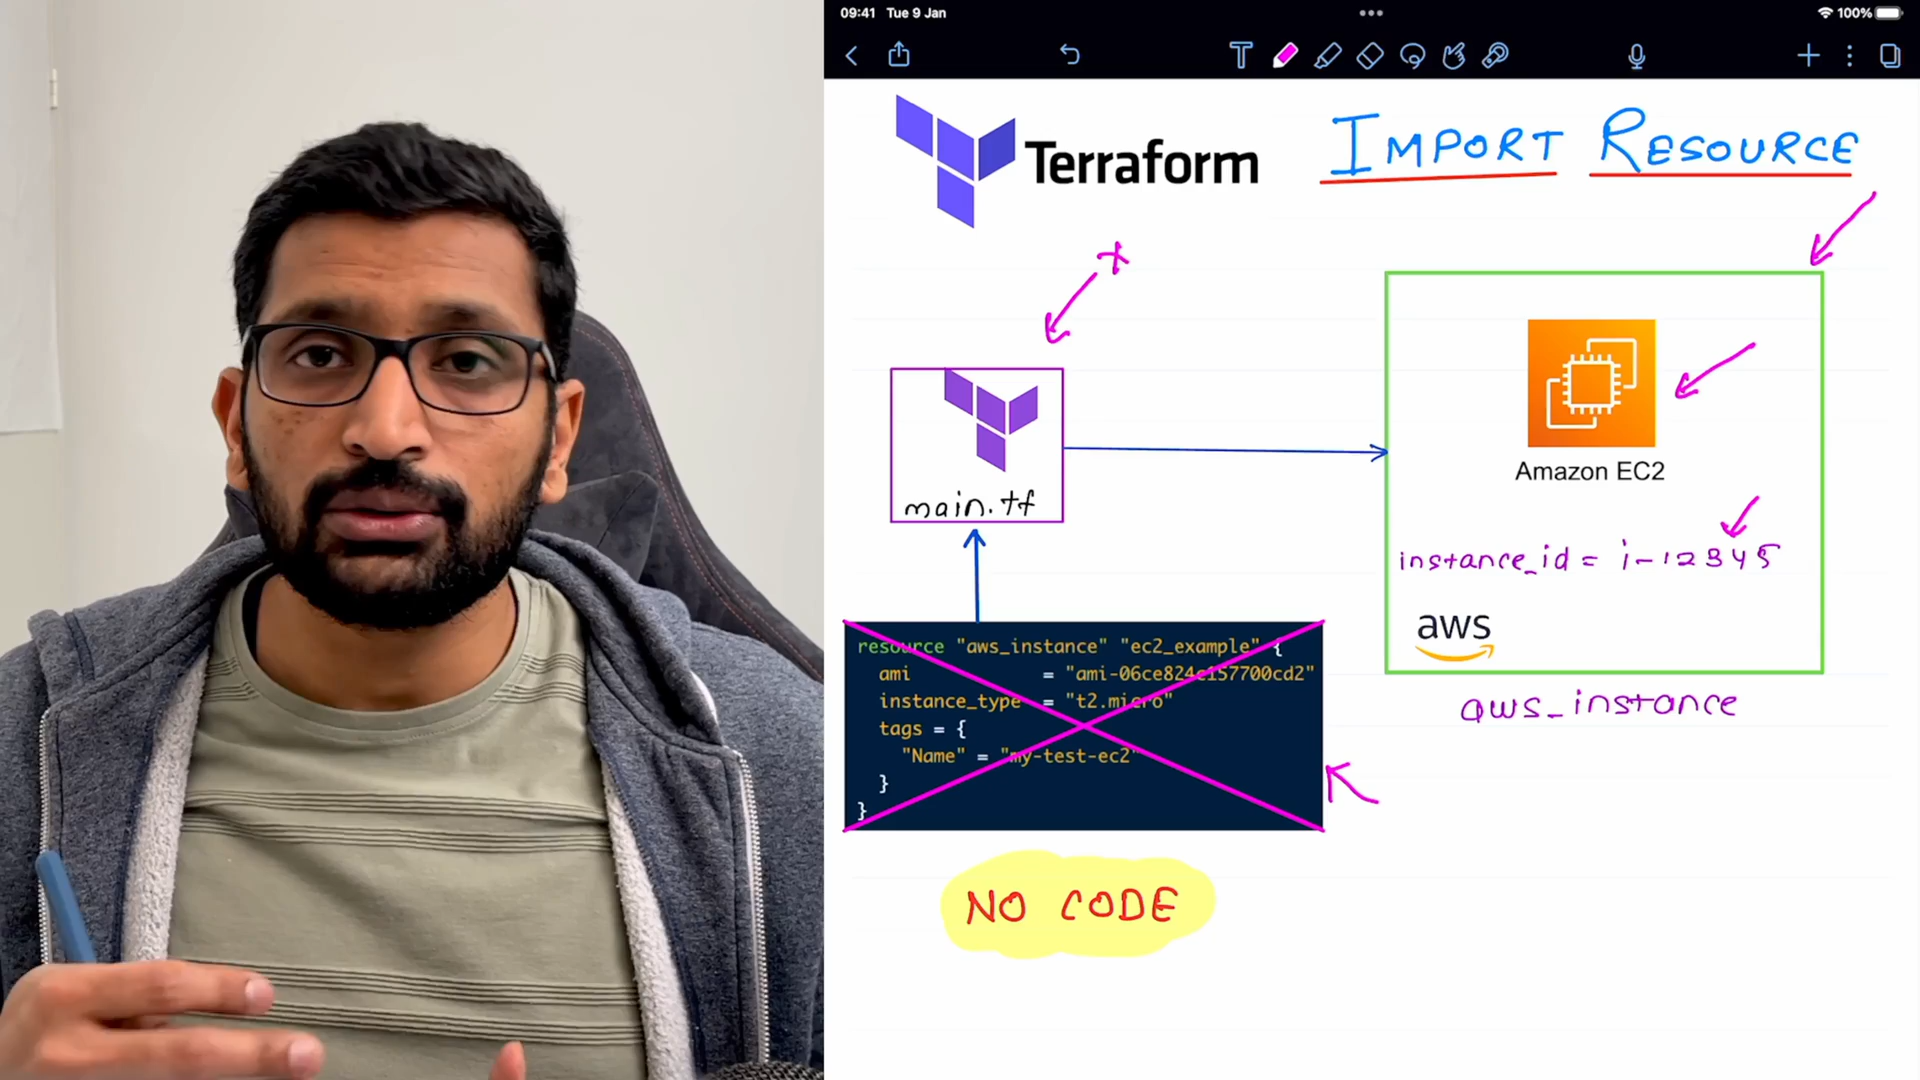 09:41 Tue 9 Jan
100%
T
Terraform
IMPORT RESOURCE
main.tf
Amazon EC2
instance_id = i-12345
aws
aws_instance
resource "aws_instance" "ec2_example" {
ami = "ami-06ce824c157700cd2"
instance_type = "t2.micro"
tags = {
"Name" = "my-test-ec2"
}
}
NO CODE